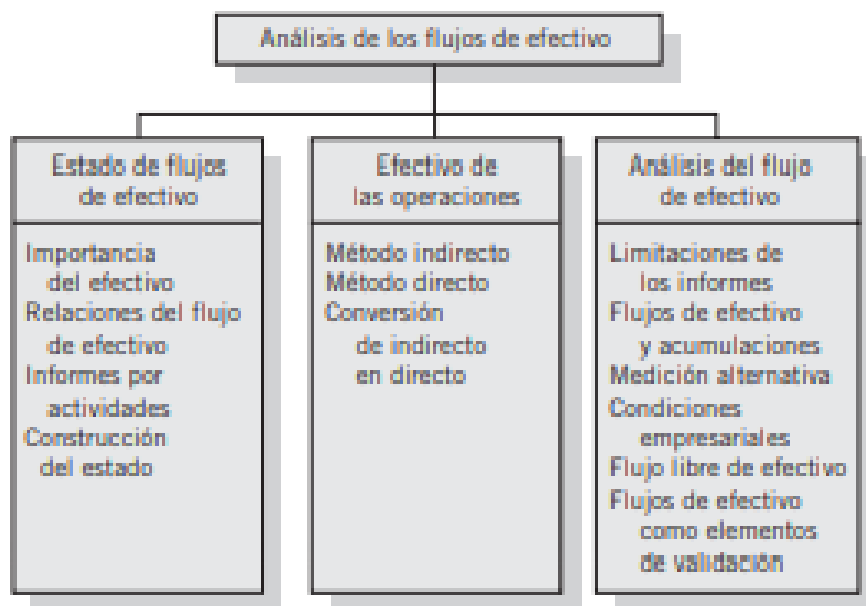 Análisis de los flujos de efectivo
Estado de flujos
de efectivo
Importancia
del efectivo
Relaciones del flujo
de efectivo
Informes por
actividades
Construcción
del estado
Efectivo de
las operaciones
Método indirecto
Método directo
Conversión
de indirecto
en directo
Análisis del flujo
de efectivo
Limitaciones de
los informes
Flujos de efectivo
y acumulaciones
Medición alternativa
Condiciones
empresariales
Flujo libre de efectivo
Flujos de efectivo
como elementos
de validación